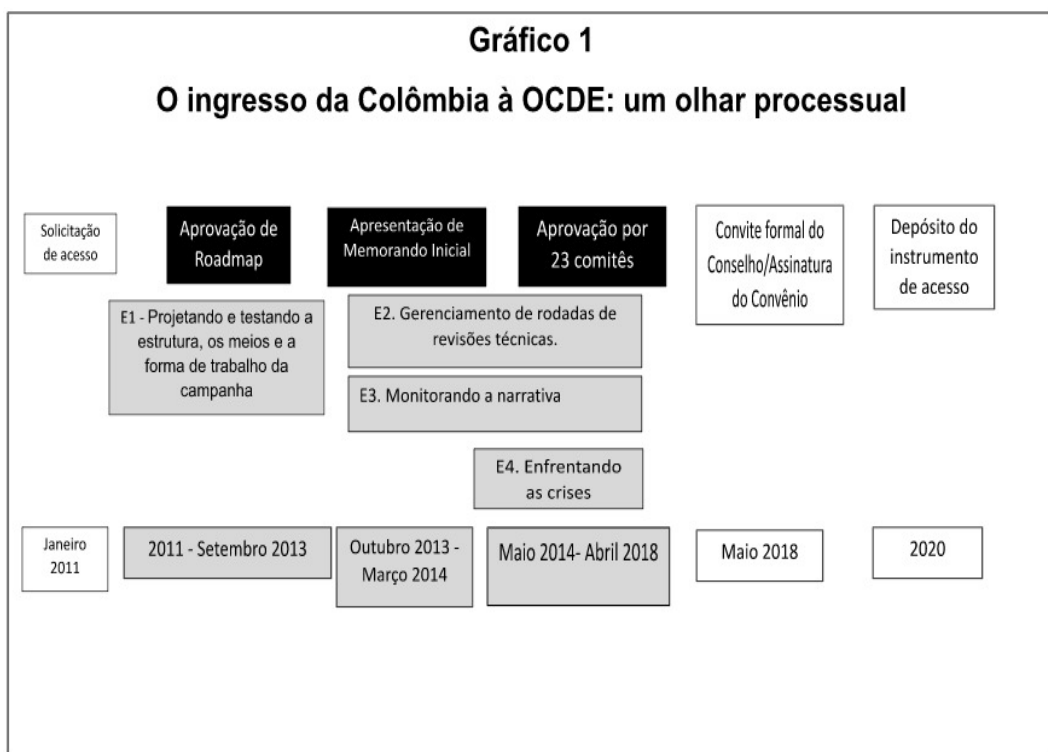 Gráfico 1
O ingresso da Colômbia à OCDE: um olhar processual
Solicitação
de acesso
Aprovação de
Roadmap
Apresentação de
Memorando Inicial
Aprovação por
23 comitês
Convite formal do
Conselho/Assinatura
do Convênio
Depósito do
instrumento
de acesso
E1 - Projetando e testando a
estrutura, os meios e a
forma de trabalho da
campanha
E2. Gerenciamento de rodadas de
revisões técnicas.
E3. Monitorando a narrativa
E4. Enfrentando
as crises
Janeiro
2011
2011 - Setembro 2013
Outubro 2013 -
Março 2014
Maio 2014- Abril 2018
Maio 2018
2020